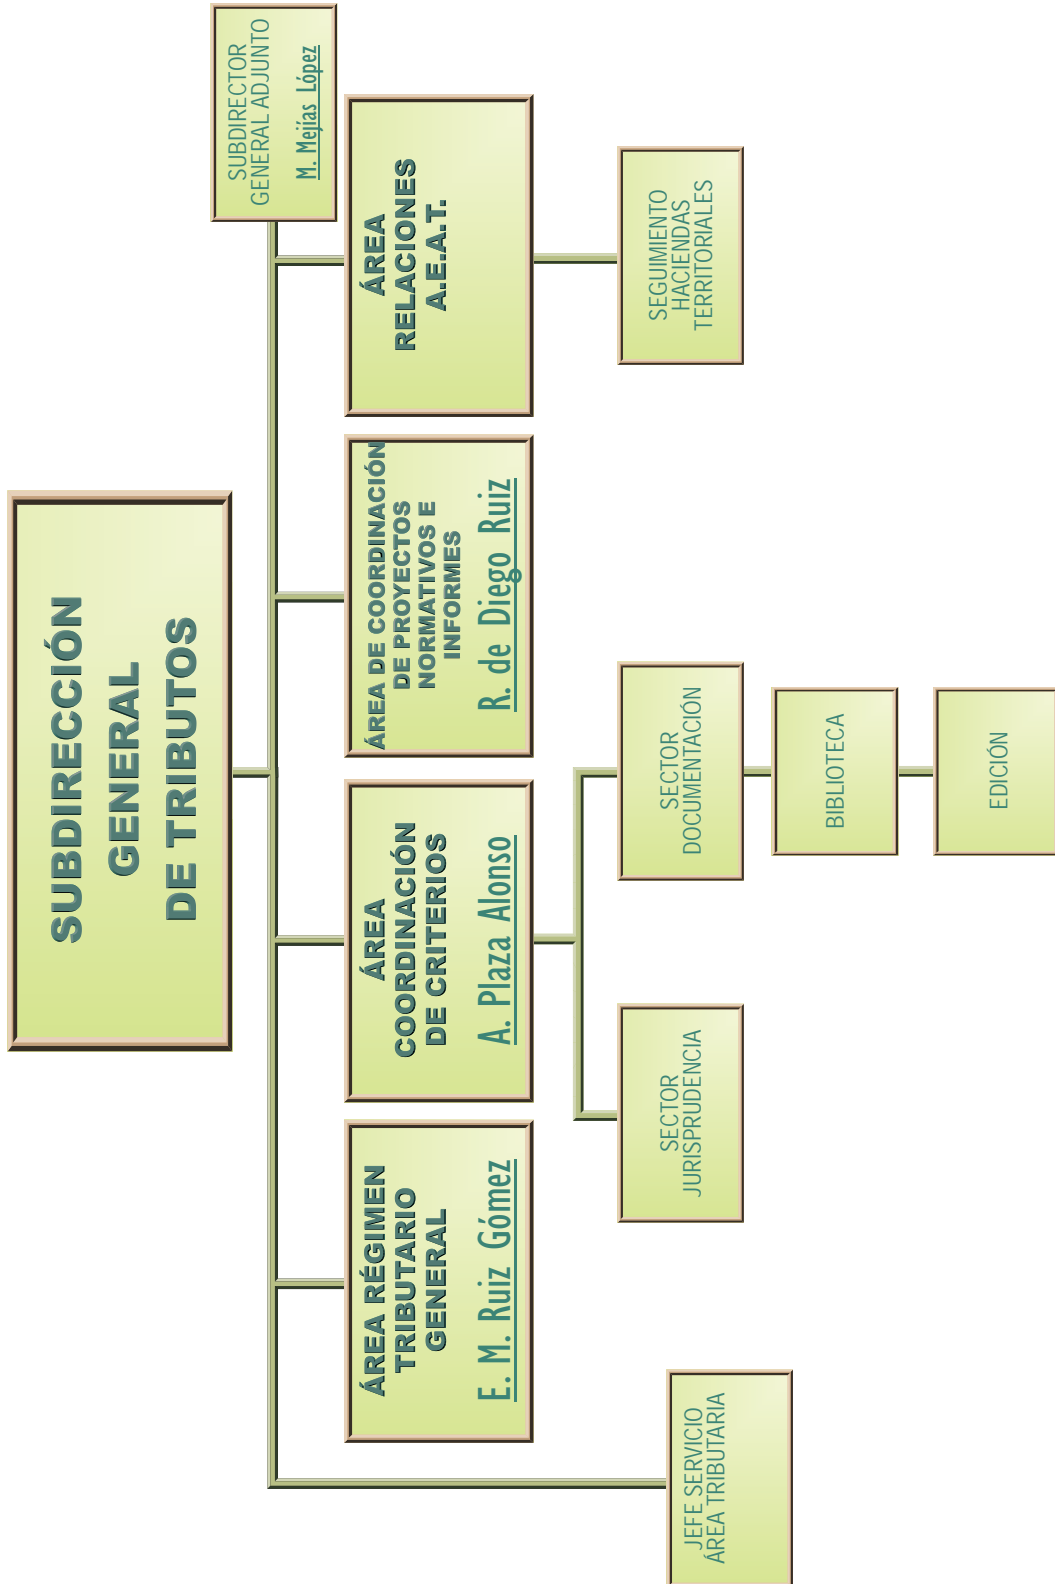 SUBDIRECCIÓN
GENERAL
DE TRIBUTOS
SUBDIRECTOR
GENERAL ADJUNTO
M. Mejías López
ÁREA RÉGIMEN
TRIBUTARIO
GENERAL
E. M. Ruiz Gómez
ÁREA
COORDINACIÓN
DE CRITERIOS
A. Plaza Alonso
ÁREA DE COORDINACIÓN
DE PROYECTOS
NORMATIVOS E
INFORMES
R. de Diego Ruiz
ÁREA
RELACIONES
A.E.A.T.
JEFE SERVICIO
ÁREA TRIBUTARIA
SECTOR
JURISPRUDENCIA
SECTOR
DOCUMENTACIÓN
SEGUIMIENTO
HACIENDAS
TERRITORIALES
BIBLIOTECA
EDICIÓN